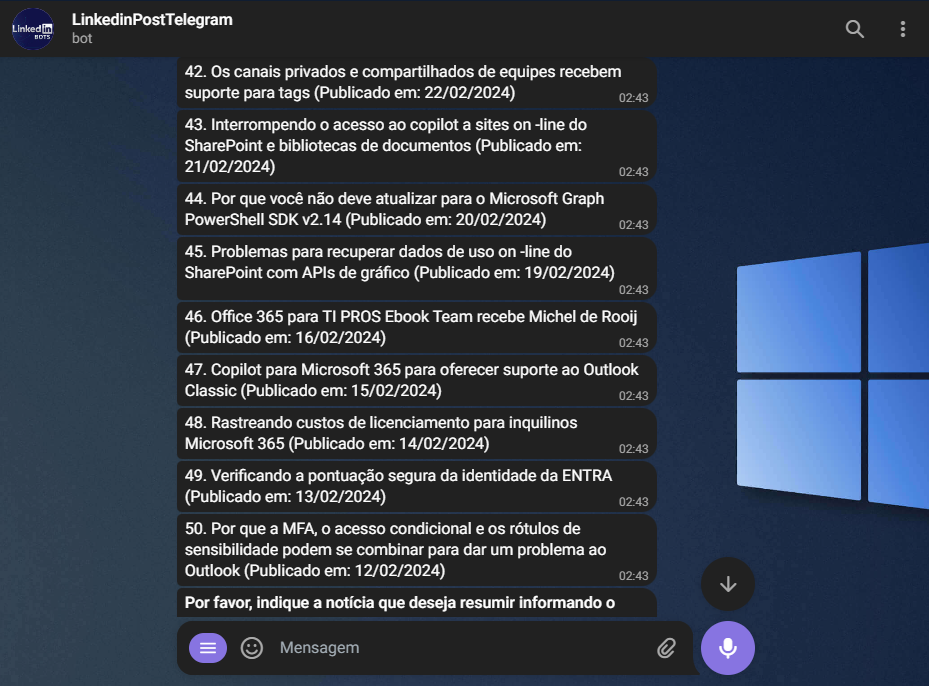 Linkedin
BOTS
LinkedinPostTelegram
bot
42. Os canais privados e compartilhados de equipes recebem
suporte para tags (Publicado em: 22/02/2024)
02:43
43. Interrompendo o acesso ao copilot a sites on -line do
SharePoint e bibliotecas de documentos (Publicado em:
21/02/2024)
02:43
44. Por que você não deve atualizar para o Microsoft Graph
PowerShell SDK v2.14 (Publicado em: 20/02/2024)
02:43
45. Problemas para recuperar dados de uso on -line do
SharePoint com APIs de gráfico (Publicado em: 19/02/2024)
02:43
46. Office 365 para TI PROS Ebook Team recebe Michel de Rooij
(Publicado em: 16/02/2024)
02:43
47. Copilot para Microsoft 365 para oferecer suporte ao Outlook
Classic (Publicado em: 15/02/2024)
02:43
48. Rastreando custos de licenciamento para inquilinos
Microsoft 365 (Publicado em: 14/02/2024)
02:43
49. Verificando a pontuação segura da identidade da ENTRA
(Publicado em: 13/02/2024)
02:43
50. Por que a MFA, o acesso condicional e os rótulos de
sensibilidade podem se combinar para dar um problema ao
Outlook (Publicado em: 12/02/2024)
02:43
Por favor, indique a notícia que deseja resumir informando o
Mensagem